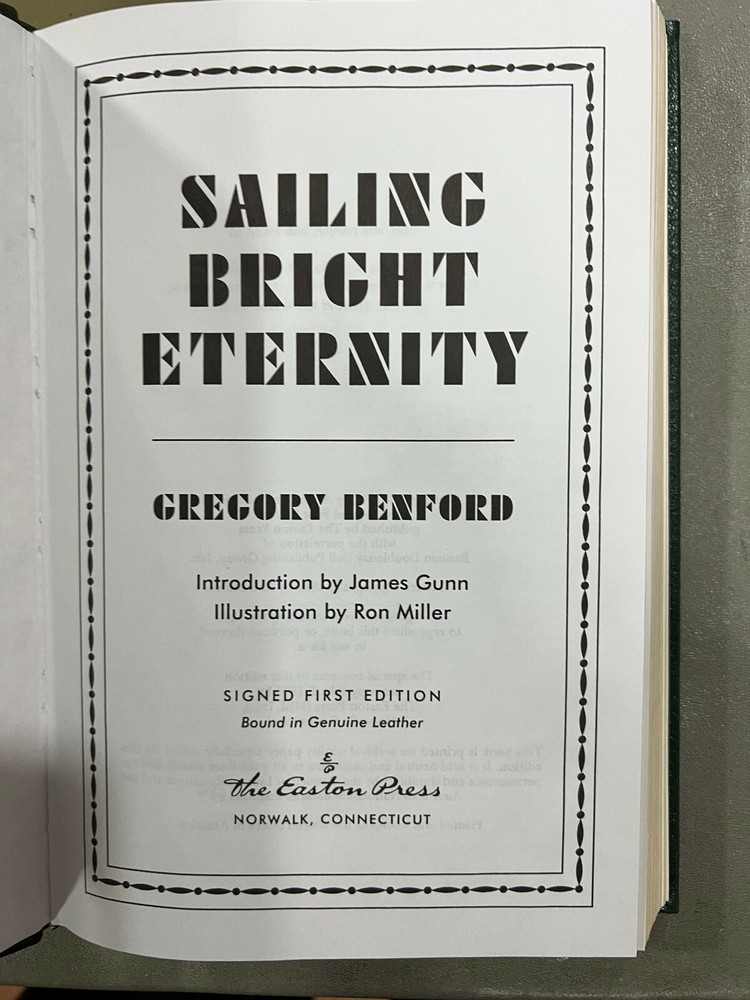 SAILING
BRIGHT
ETERNITY
GREGORY BENFORD
Introduction by James Gunn
Illustration by Ron Miller
SIGNED FIRST EDITION
Bound in Genuine Leather
The Easton Press
NORWALK, CONNECTICUT